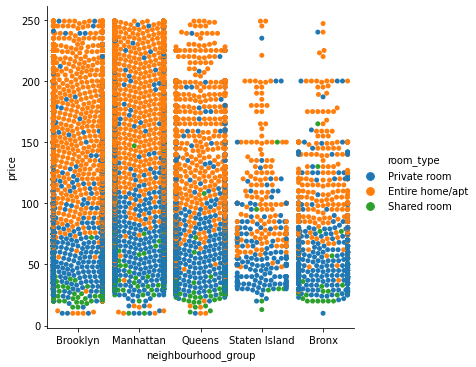 250
200
150
100
50
0
price
Brooklyn
Manhattan
Queens
Staten Island
Bronx
neighbourhood_group
room_type
Private room
Entire home/apt
Shared room